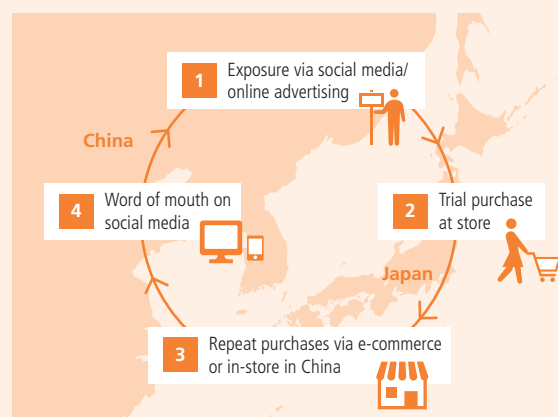 1
Exposure via social media/
online advertising
China
4
Word of mouth on
social media
2
Trial purchase
at store
Japan
3
Repeat purchases via e-commerce
or in-store in China